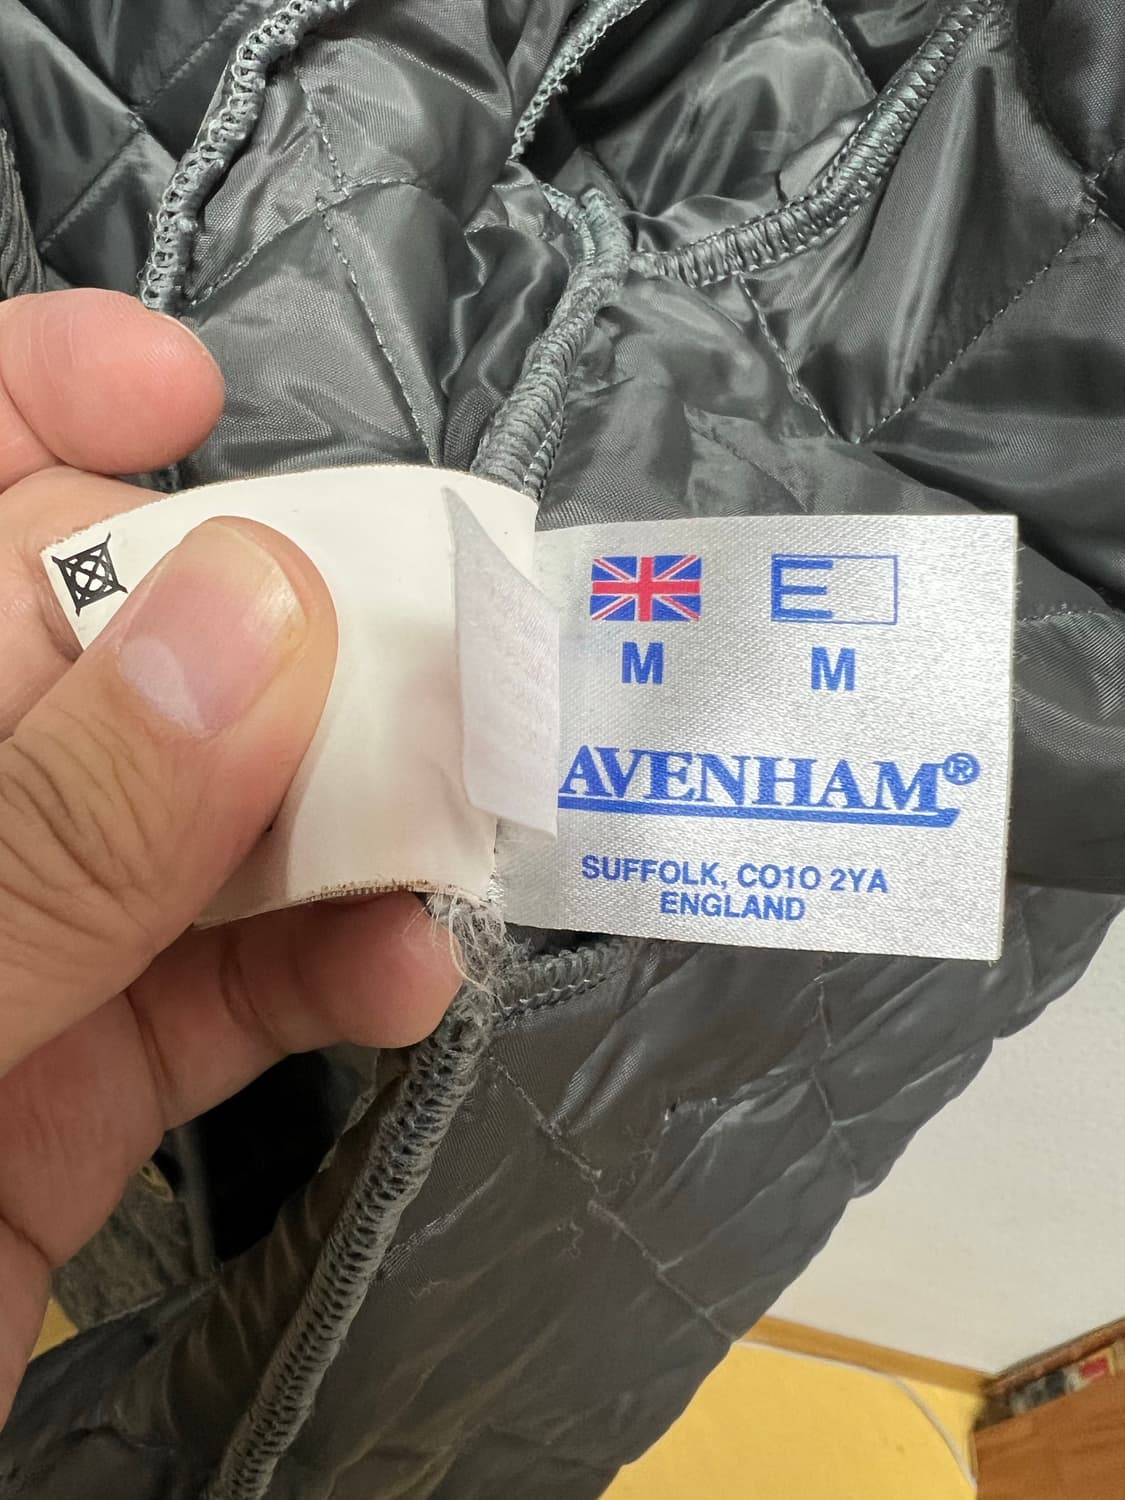 E
M M
AVENHAM®
SUFFOLK, CO10 2YA
ENGLAND